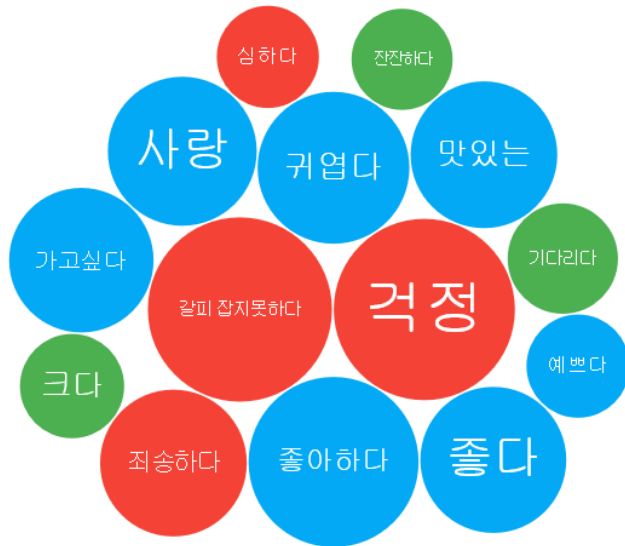 심하다
잔잔하다
사랑
귀엽다
맛있는
가고싶다
기다리다
갈피 잡지못하다
걱정
예쁘다
크다
죄송하다
좋아하다
좋다